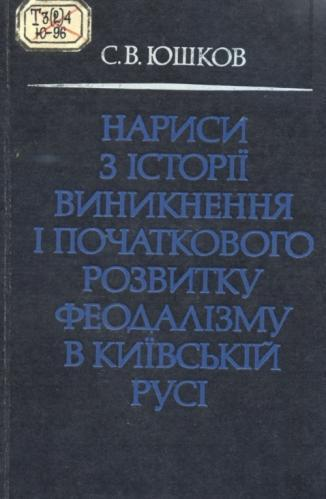 Т3(2)4
Ю-96
С.В.ЮШКОВ
НАРИСИ
З ІСТОРІЇ
ВИНИКНЕННЯ
І ПОЧАТКОВОГО
РОЗВИТКУ
ФЕОДАЛІЗМУ
В КИЇВСЬКІЙ
РУСІ